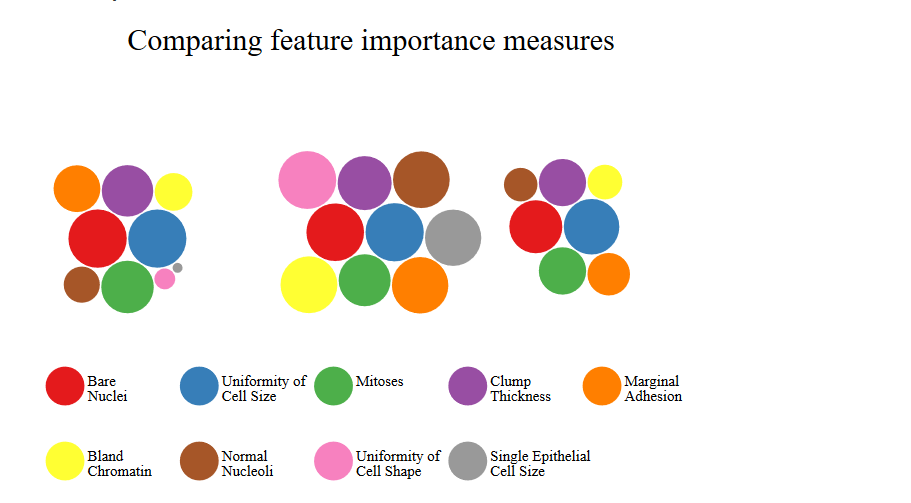 Comparing feature importance measures
Bare
Nuclei
Uniformity of
Cell Size
Mitoses
Clump
Thickness
Marginal
Adhesion
Bland
Chromatin
Normal
Nucleoli
Uniformity of
Cell Shape
Single Epithelial
Cell Size